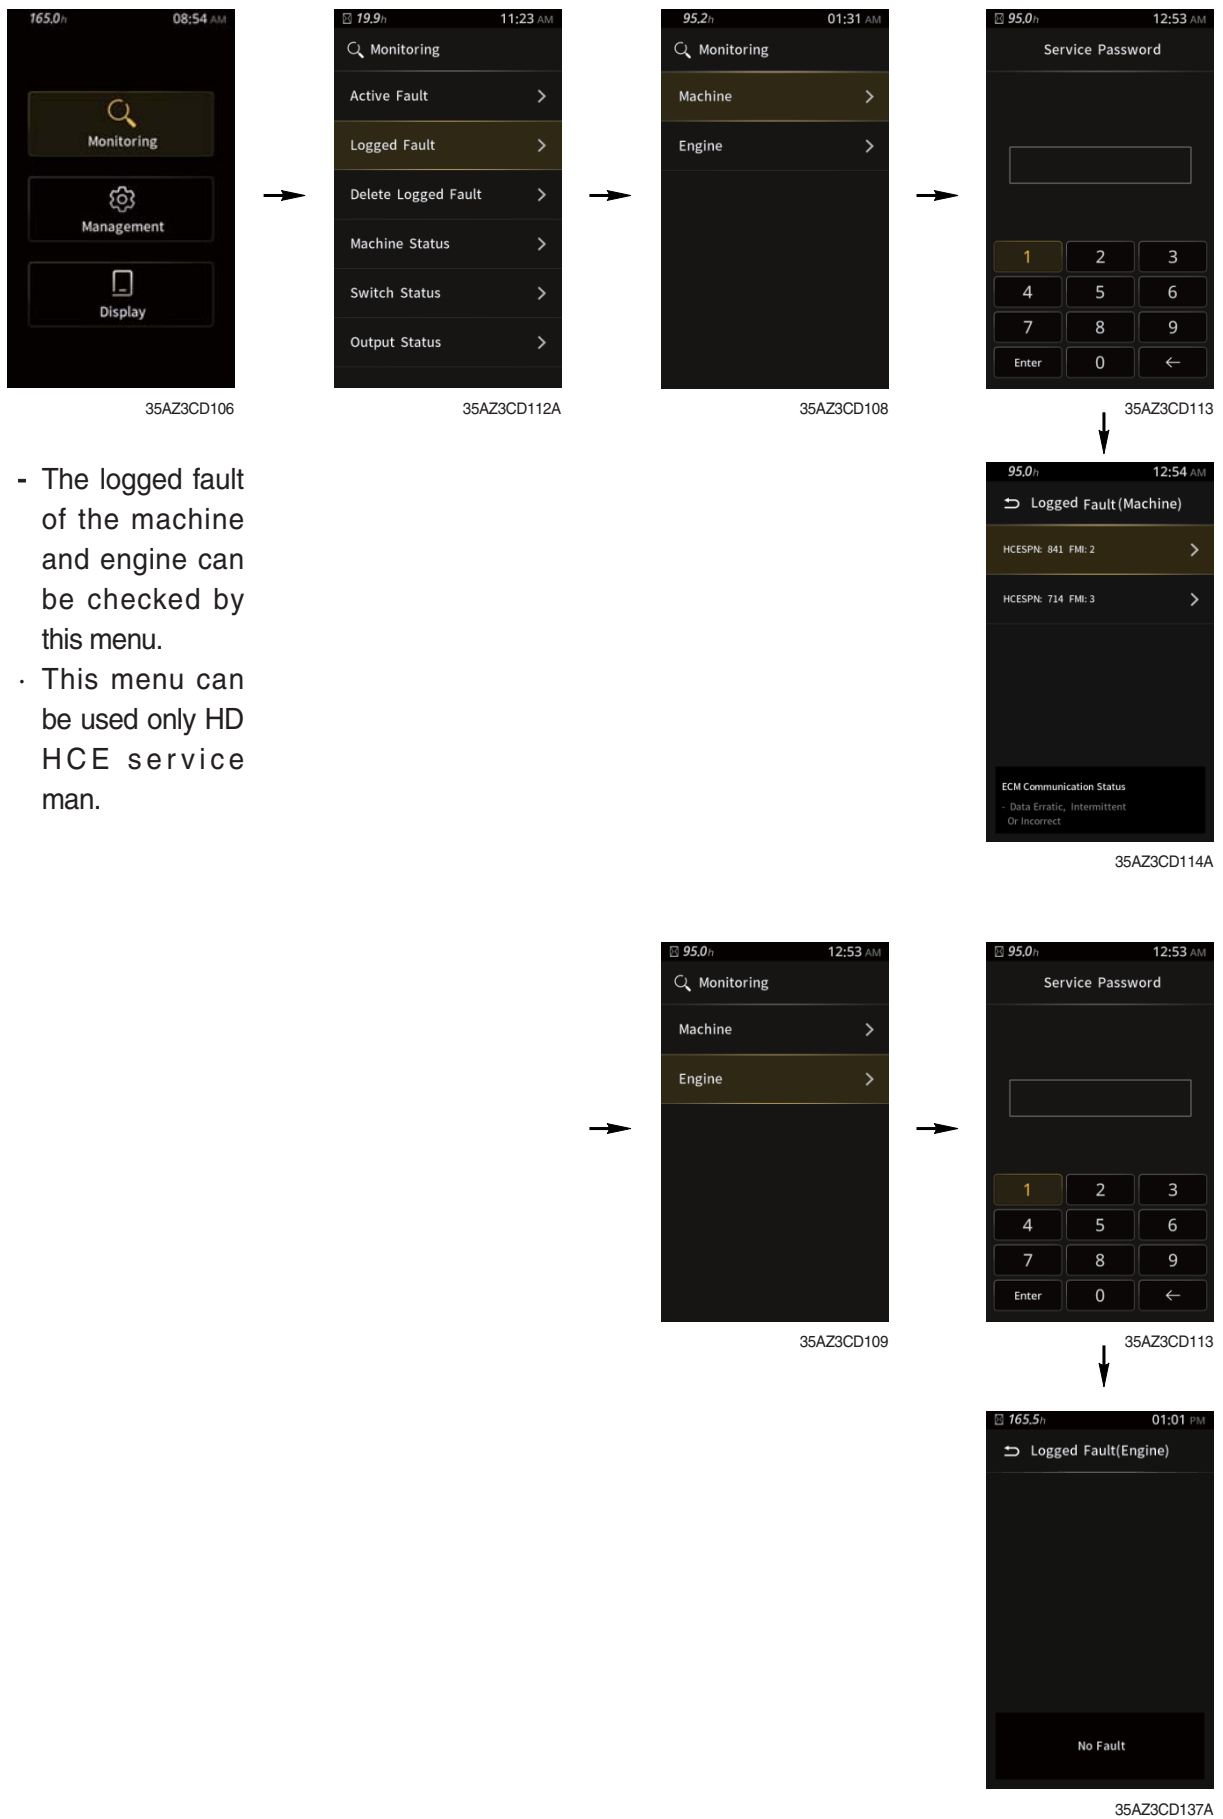 165.0h 08:54 AM
Monitoring
Management
Display
35AZ3CD106
19.9h 11:23 AM
Monitoring
Active Fault
Logged Fault
Delete Logged Fault
Machine Status
Switch Status
Output Status
35AZ3CD112A
95.2h 01:31 AM
Monitoring
Machine
Engine
35AZ3CD108
95.0h 12:53 AM
Service Password
1 2 3
4 5 6
7 8 9
Enter 0 ←
35AZ3CD113
- The logged fault
of the machine
and engine can
be checked by
this menu.
· This menu can
be used only HD
HCE service
man.
95.0h 12:54 AM
Logged Fault(Machine)
HCESPN: 841 FMI: 2
HCESPN: 714 FMI: 3
ECM Communication Status
- Data Erratic, Intermittent
Or Incorrect
35AZ3CD114A
95.0h 12:53 AM
Monitoring
Machine
Engine
35AZ3CD109
95.0h 12:53 AM
Service Password
1 2 3
4 5 6
7 8 9
Enter 0 ←
35AZ3CD113
165.5h 01:01 PM
Logged Fault(Engine)
No Fault
35AZ3CD137A